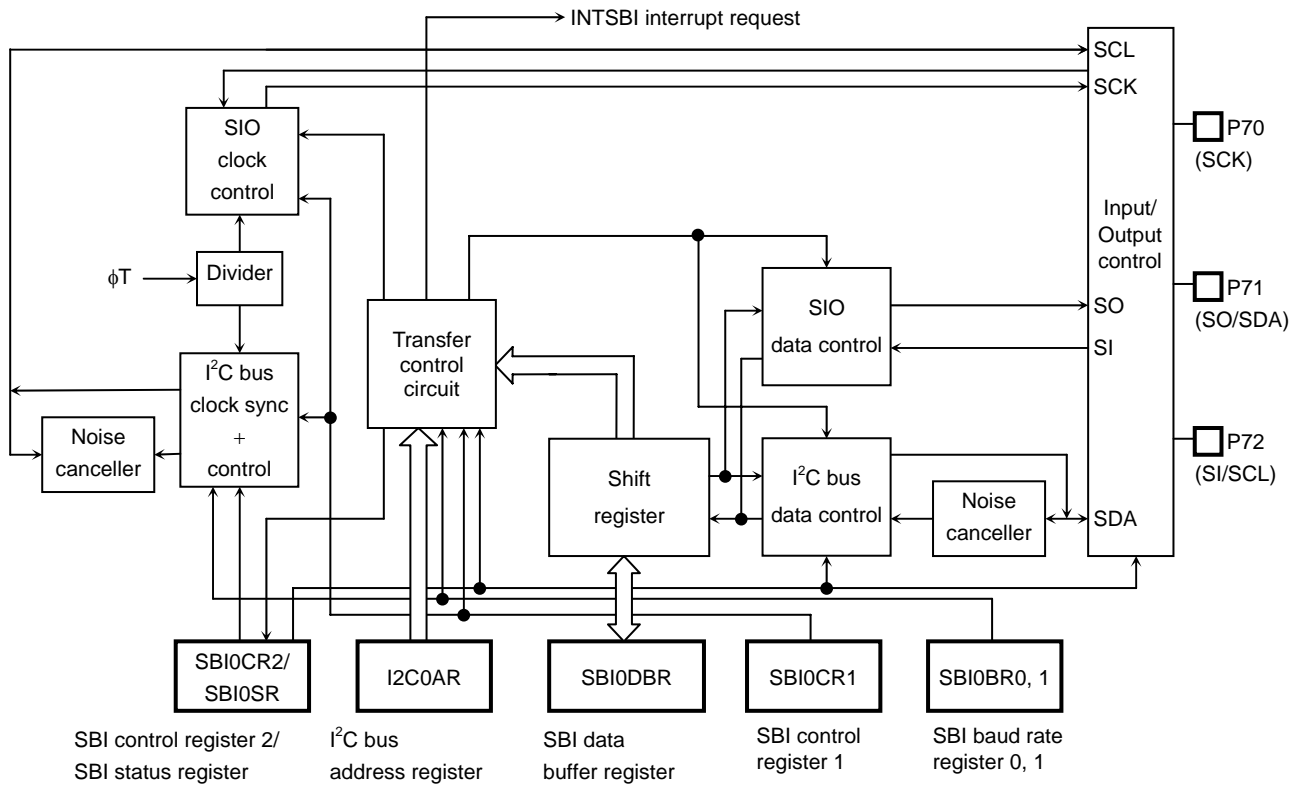 INTSBI interrupt request
SCL
SCK
SIO
clock
control
P70
(SCK)
Input/
Output
control
φT
Divider
P71
(SO/SDA)
SIO
data control
SO
SI
Transfer
control
circuit
I²C bus
clock sync
+
control
Noise
canceller
P72
(SI/SCL)
Shift
register
I²C bus
data control
Noise
canceller
SDA
SBI0CR2/
SBI0SR
I2C0AR
SBI0DBR
SBI0CR1
SBI0BR0, 1
SBI control register 2/
SBI status register
I²C bus
address register
SBI data
buffer register
SBI control
register 1
SBI baud rate
register 0, 1